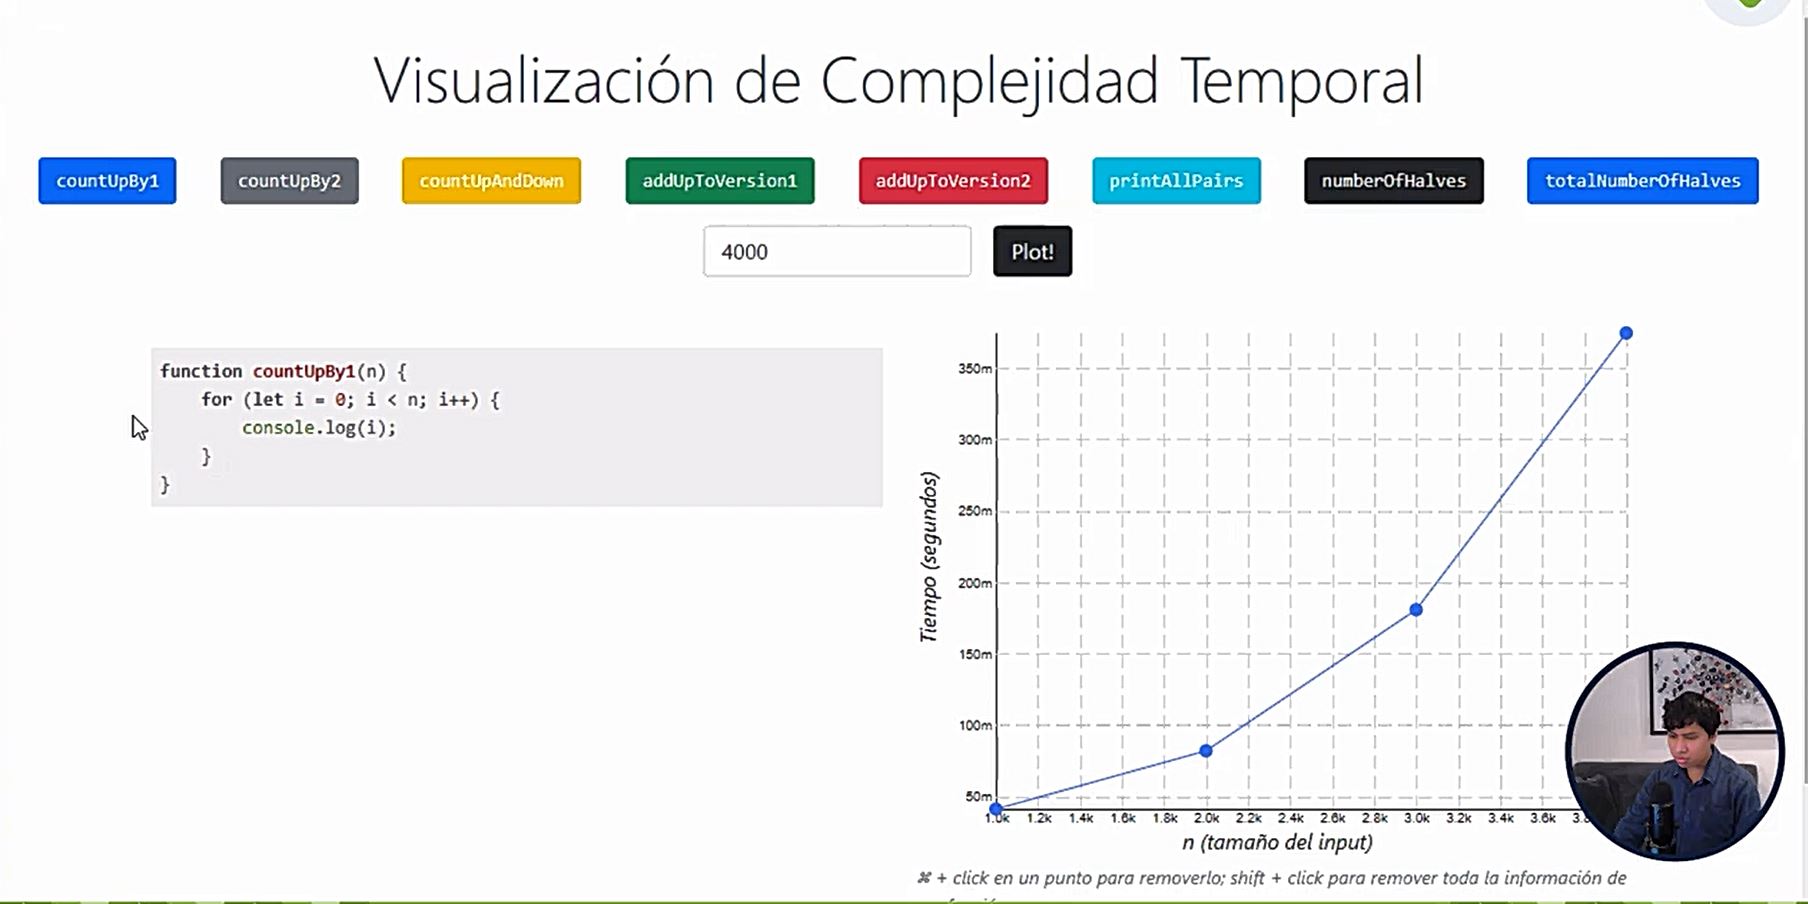 Visualización de Complejidad Temporal
countUpBy1 countUpBy2 countUpAndDown addUpToVersion1 addUpToVersion2 printAllPairs numberOfHalves totalNumberOfHalves
4000 Plot!
function countUpBy1(n) {
for (let i = 0; i < n; i++) {
console.log(i);
}
}
350m
300m
250m
200m
150m
100m
50m
Tiempo (segundos)
1.0k 1.2k 1.4k 1.6k 1.8k 2.0k 2.2k 2.4k 2.6k 2.8k 3.0k 3.2k 3.4k 3.6k
n (tamaño del input)
⌘ + click en un punto para removerlo; shift + click para remover toda la información de